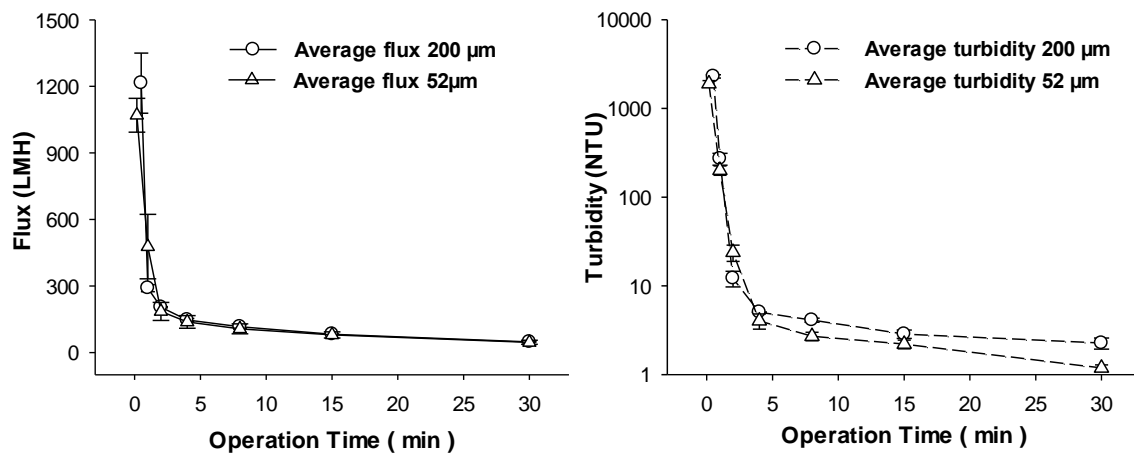 1500
1200
900
600
300
0
Flux (LMH)
Average flux 200 µm
Average flux 52µm
0 5 10 15 20 25 30
Operation Time ( min )
10000
1000
100
10
1
Turbidity (NTU)
Average turbidity 200 µm
Average turbidity 52 µm
0 5 10 15 20 25 30
Operation Time ( min )